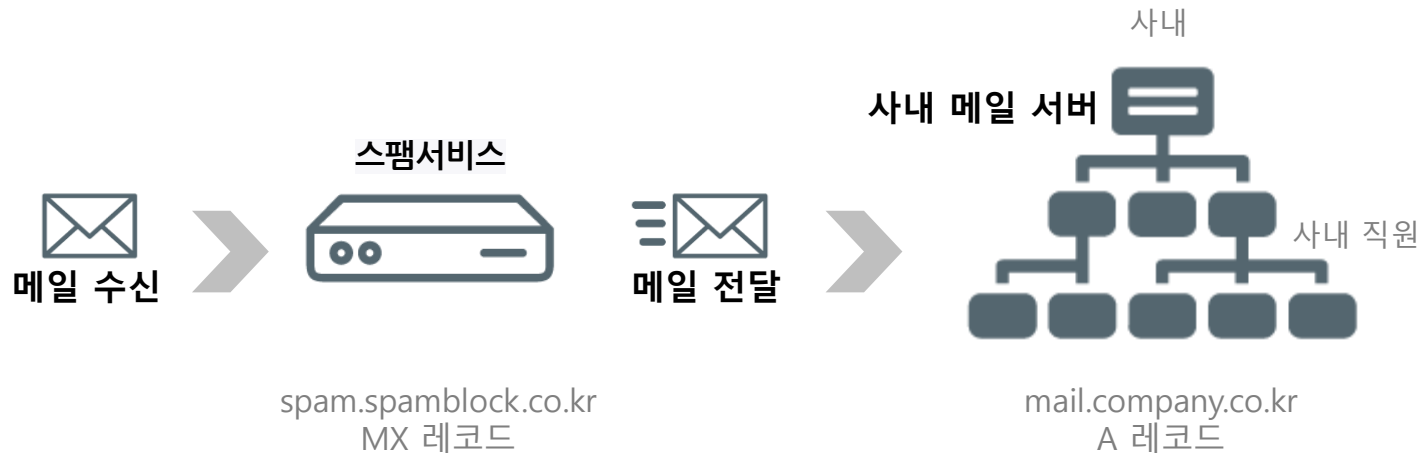 사내
사내 메일 서버
스팸서비스
사내 직원
메일 수신
메일 전달
spam.spamblock.co.kr
MX 레코드
mail.company.co.kr
A 레코드